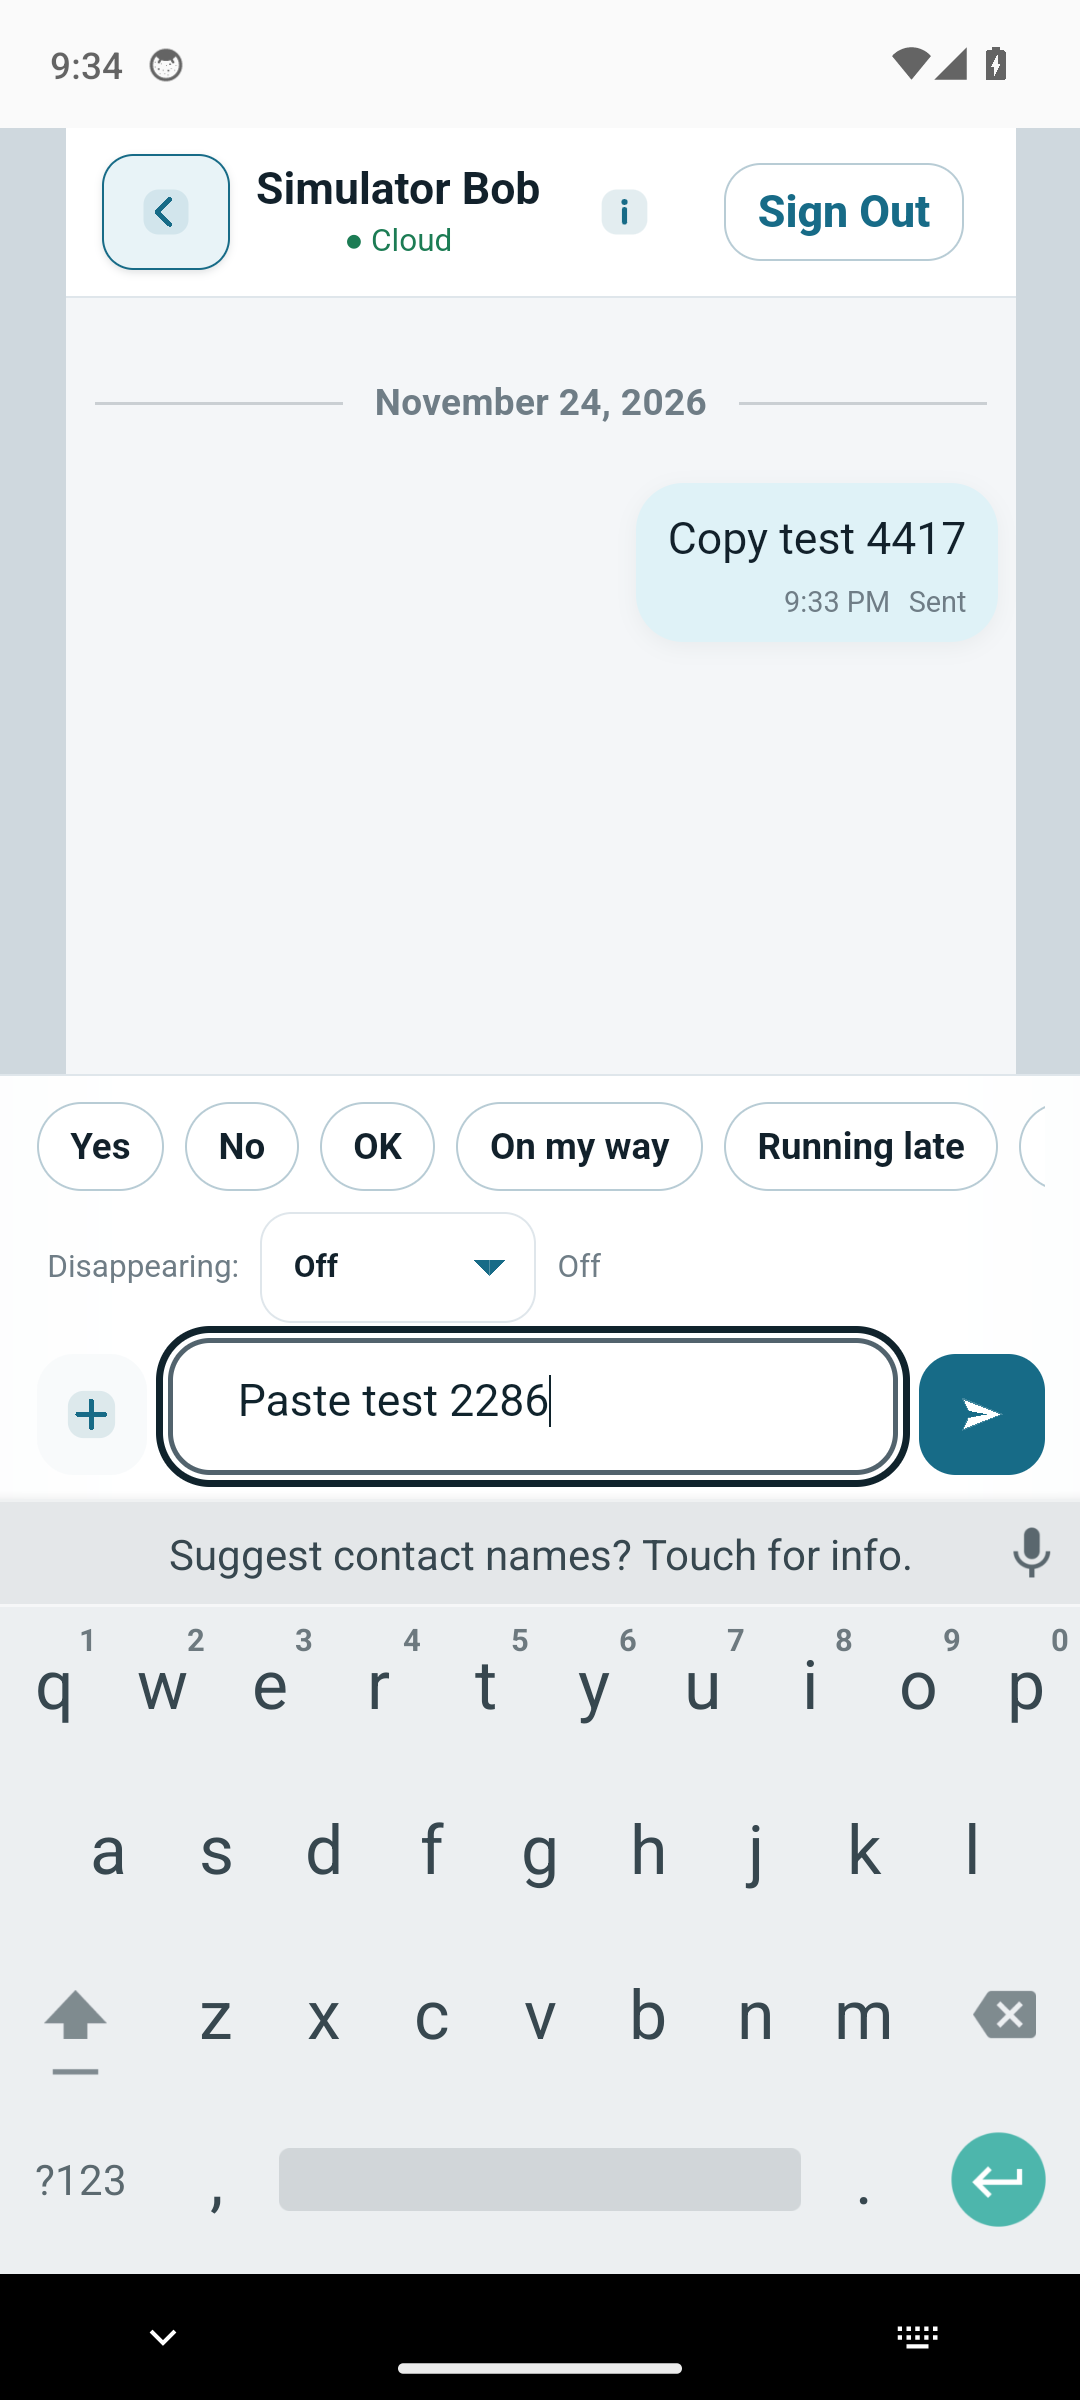 9:34
Simulator Bob
Cloud
i
Sign Out
November 24, 2026
Copy test 4417
9:33 PM Sent
Yes
No
OK
On my way
Running late
Disappearing:
Off
Off
Paste test 2286
Suggest contact names? Touch for info.
1 2 3 4 5 6 7 8 9 0
q w e r t y u i o p
a s d f g h j k l
z x c v b n m
?123 , .